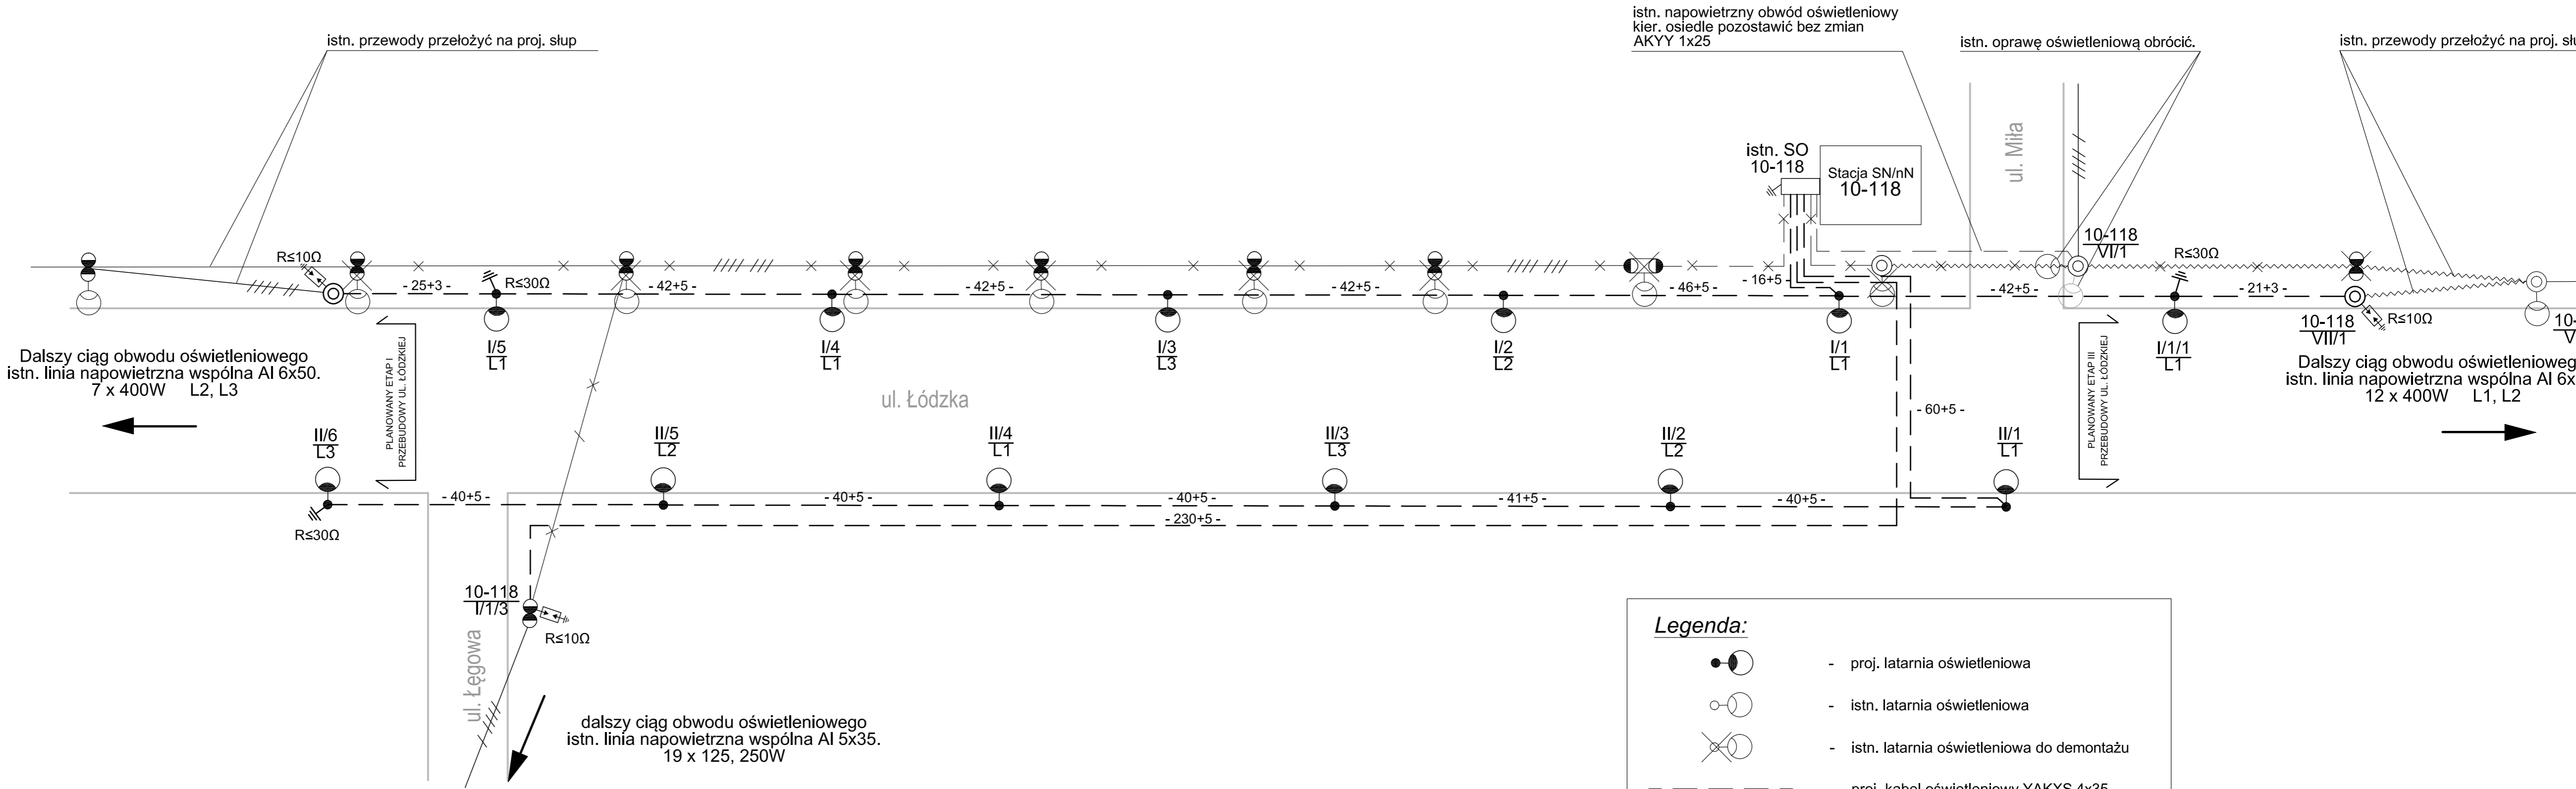 istn. przewody przełożyć na proj. słup
istn. napowietrzny obwód oświetleniowy
kier. osiedle pozostawić bez zmian
AKYY 1x25
istn. oprawę oświetleniową obrócić.
istn. przewody przełożyć na proj.
istn. SO
10-118
Stacja SN/nN
10-118
ul. Miła
10-118
VI/1
R≤10Ω
R≤30Ω
R≤30Ω
- 25+3 -
- 42+5 -
- 42+5 -
- 42+5 -
- 46+5 -
- 16+5 -
- 42+5 -
- 21+3 -
I/5
L1
I/4
L1
I/3
L3
I/2
L2
I/1
L1
I/1/1
L1
10-118
VII/1
R≤10Ω
Dalszy ciąg obwodu oświetleniowego
istn. linia napowietrzna wspólna Al 6x50.
7 x 400W L2, L3
PLANOWANY ETAP I
PRZEBUDOWY UL. ŁÓDZKIEJ
ul. Łódzka
- 60+5 -
PLANOWANY ETAP III
PRZEBUDOWY UL. ŁÓDZKIEJ
Dalszy ciąg obwodu
istn. linia napowietrzna wspólna Al
12 x 400W L1, L2
II/6
L3
II/5
L2
II/4
L1
II/3
L3
II/2
L2
II/1
L1
- 40+5 -
- 40+5 -
- 40+5 -
- 41+5 -
- 40+5 -
- 230+5 -
R≤30Ω
10-118
I/1/3
R≤10Ω
ul. Łęgowa
dalszy ciąg obwodu oświetleniowego
istn. linia napowietrzna wspólna Al 5x35.
19 x 125, 250W
Legenda:
- proj. latarnia oświetleniowa
- istn. latarnia oświetleniowa
- istn. latarnia oświetleniowa do demontażu
proj. kabel oświetleniowy YAKXS 4x35